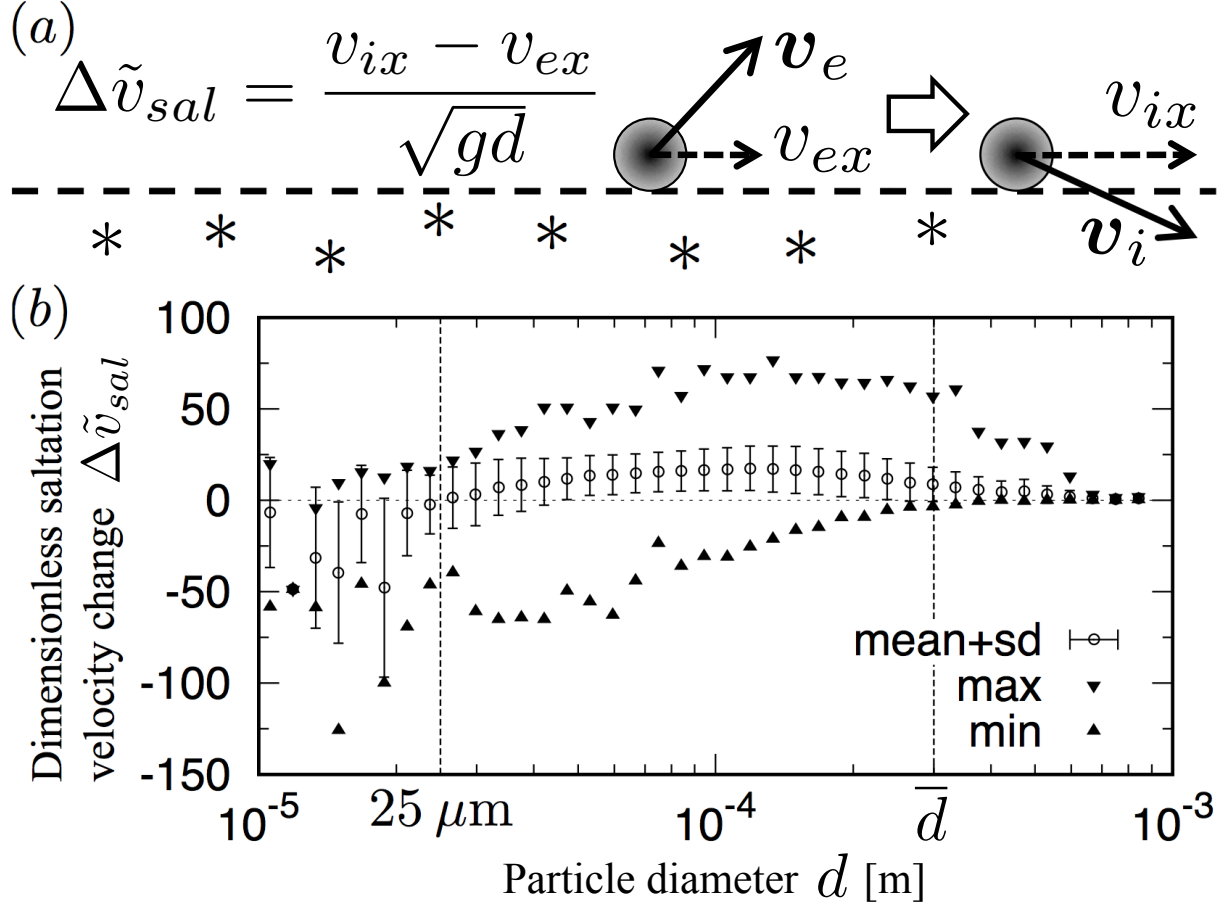 (a)
Δṽ_sal = (v_ix − v_ex) / √(gd)
v_e
v_ex
v_ix
v_i
* * * * * * * *
(b)
Dimensionless saltation
velocity change Δṽ_sal
100
50
0
-50
-100
-150
mean+sd
max
min
10^-5
25 μm
10^-4
d̅
10^-3
Particle diameter d [m]